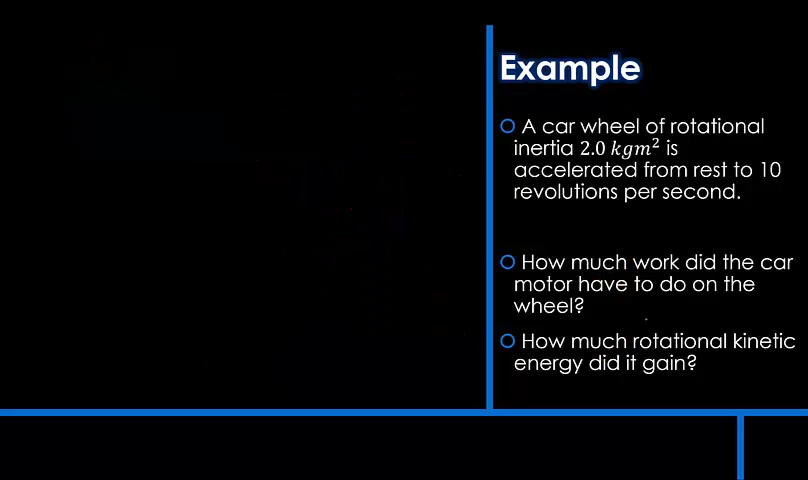 Example
A car wheel of rotational
inertia 2.0 kgm² is
accelerated from rest to 10
revolutions per second.
How much work did the car
motor have to do on the
wheel?
How much rotational kinetic
energy did it gain?